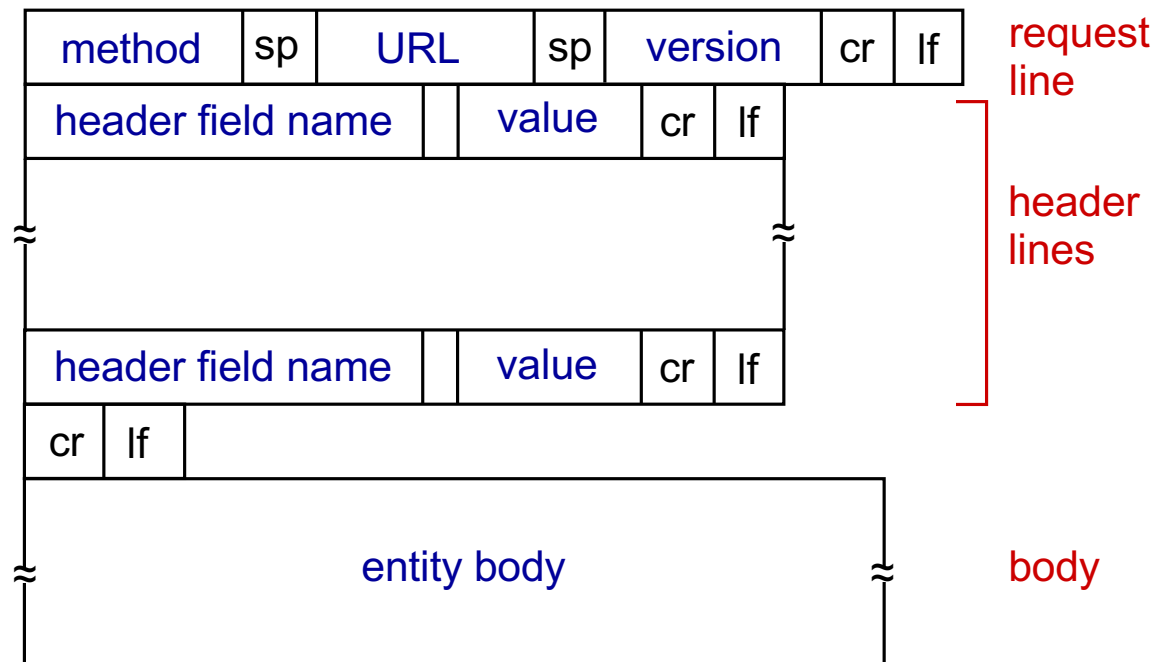 method sp URL sp version cr lf request
line
header field name value cr lf
header
lines
header field name value cr lf
cr lf
entity body body